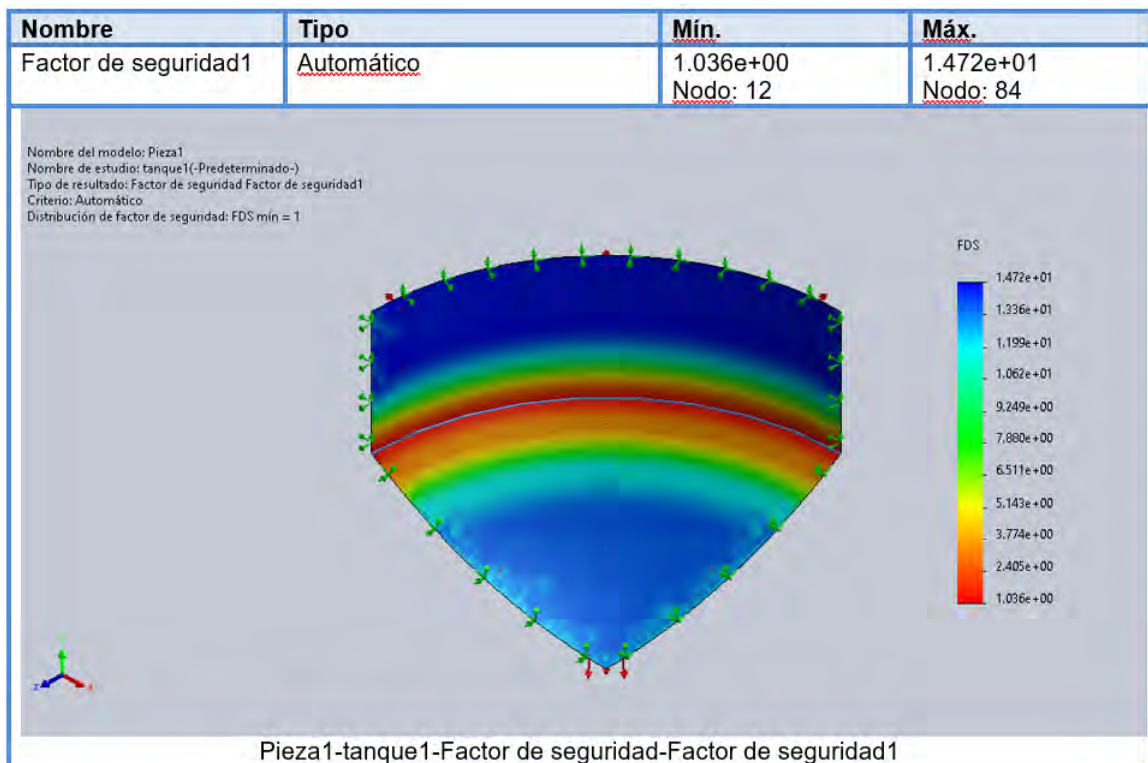 Nombre Tipo Mín. Máx.
Factor de seguridad1 Automático 1.036e+00 1.472e+01
Nodo: 12 Nodo: 84
Nombre del modelo: Pieza1
Nombre de estudio: tanque1(-Predeterminado-)
Tipo de resultado: Factor de seguridad Factor de seguridad1
Criterio: Automático
Distribución de factor de seguridad: FDS mín = 1
FDS
1.472e+01
1.336e+01
1.199e+01
1.062e+01
9.249e+00
7.880e+00
6.511e+00
5.143e+00
3.774e+00
2.405e+00
1.036e+00
Pieza1-tanque1-Factor de seguridad-Factor de seguridad1